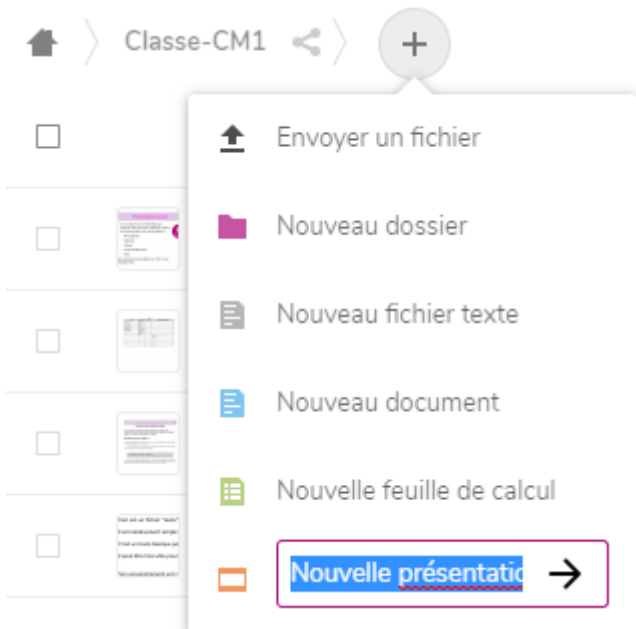 Classe-CM1
Envoyer un fichier
Nouveau dossier
Nouveau fichier texte
Nouveau document
Nouvelle feuille de calcul
Nouvelle présentatio